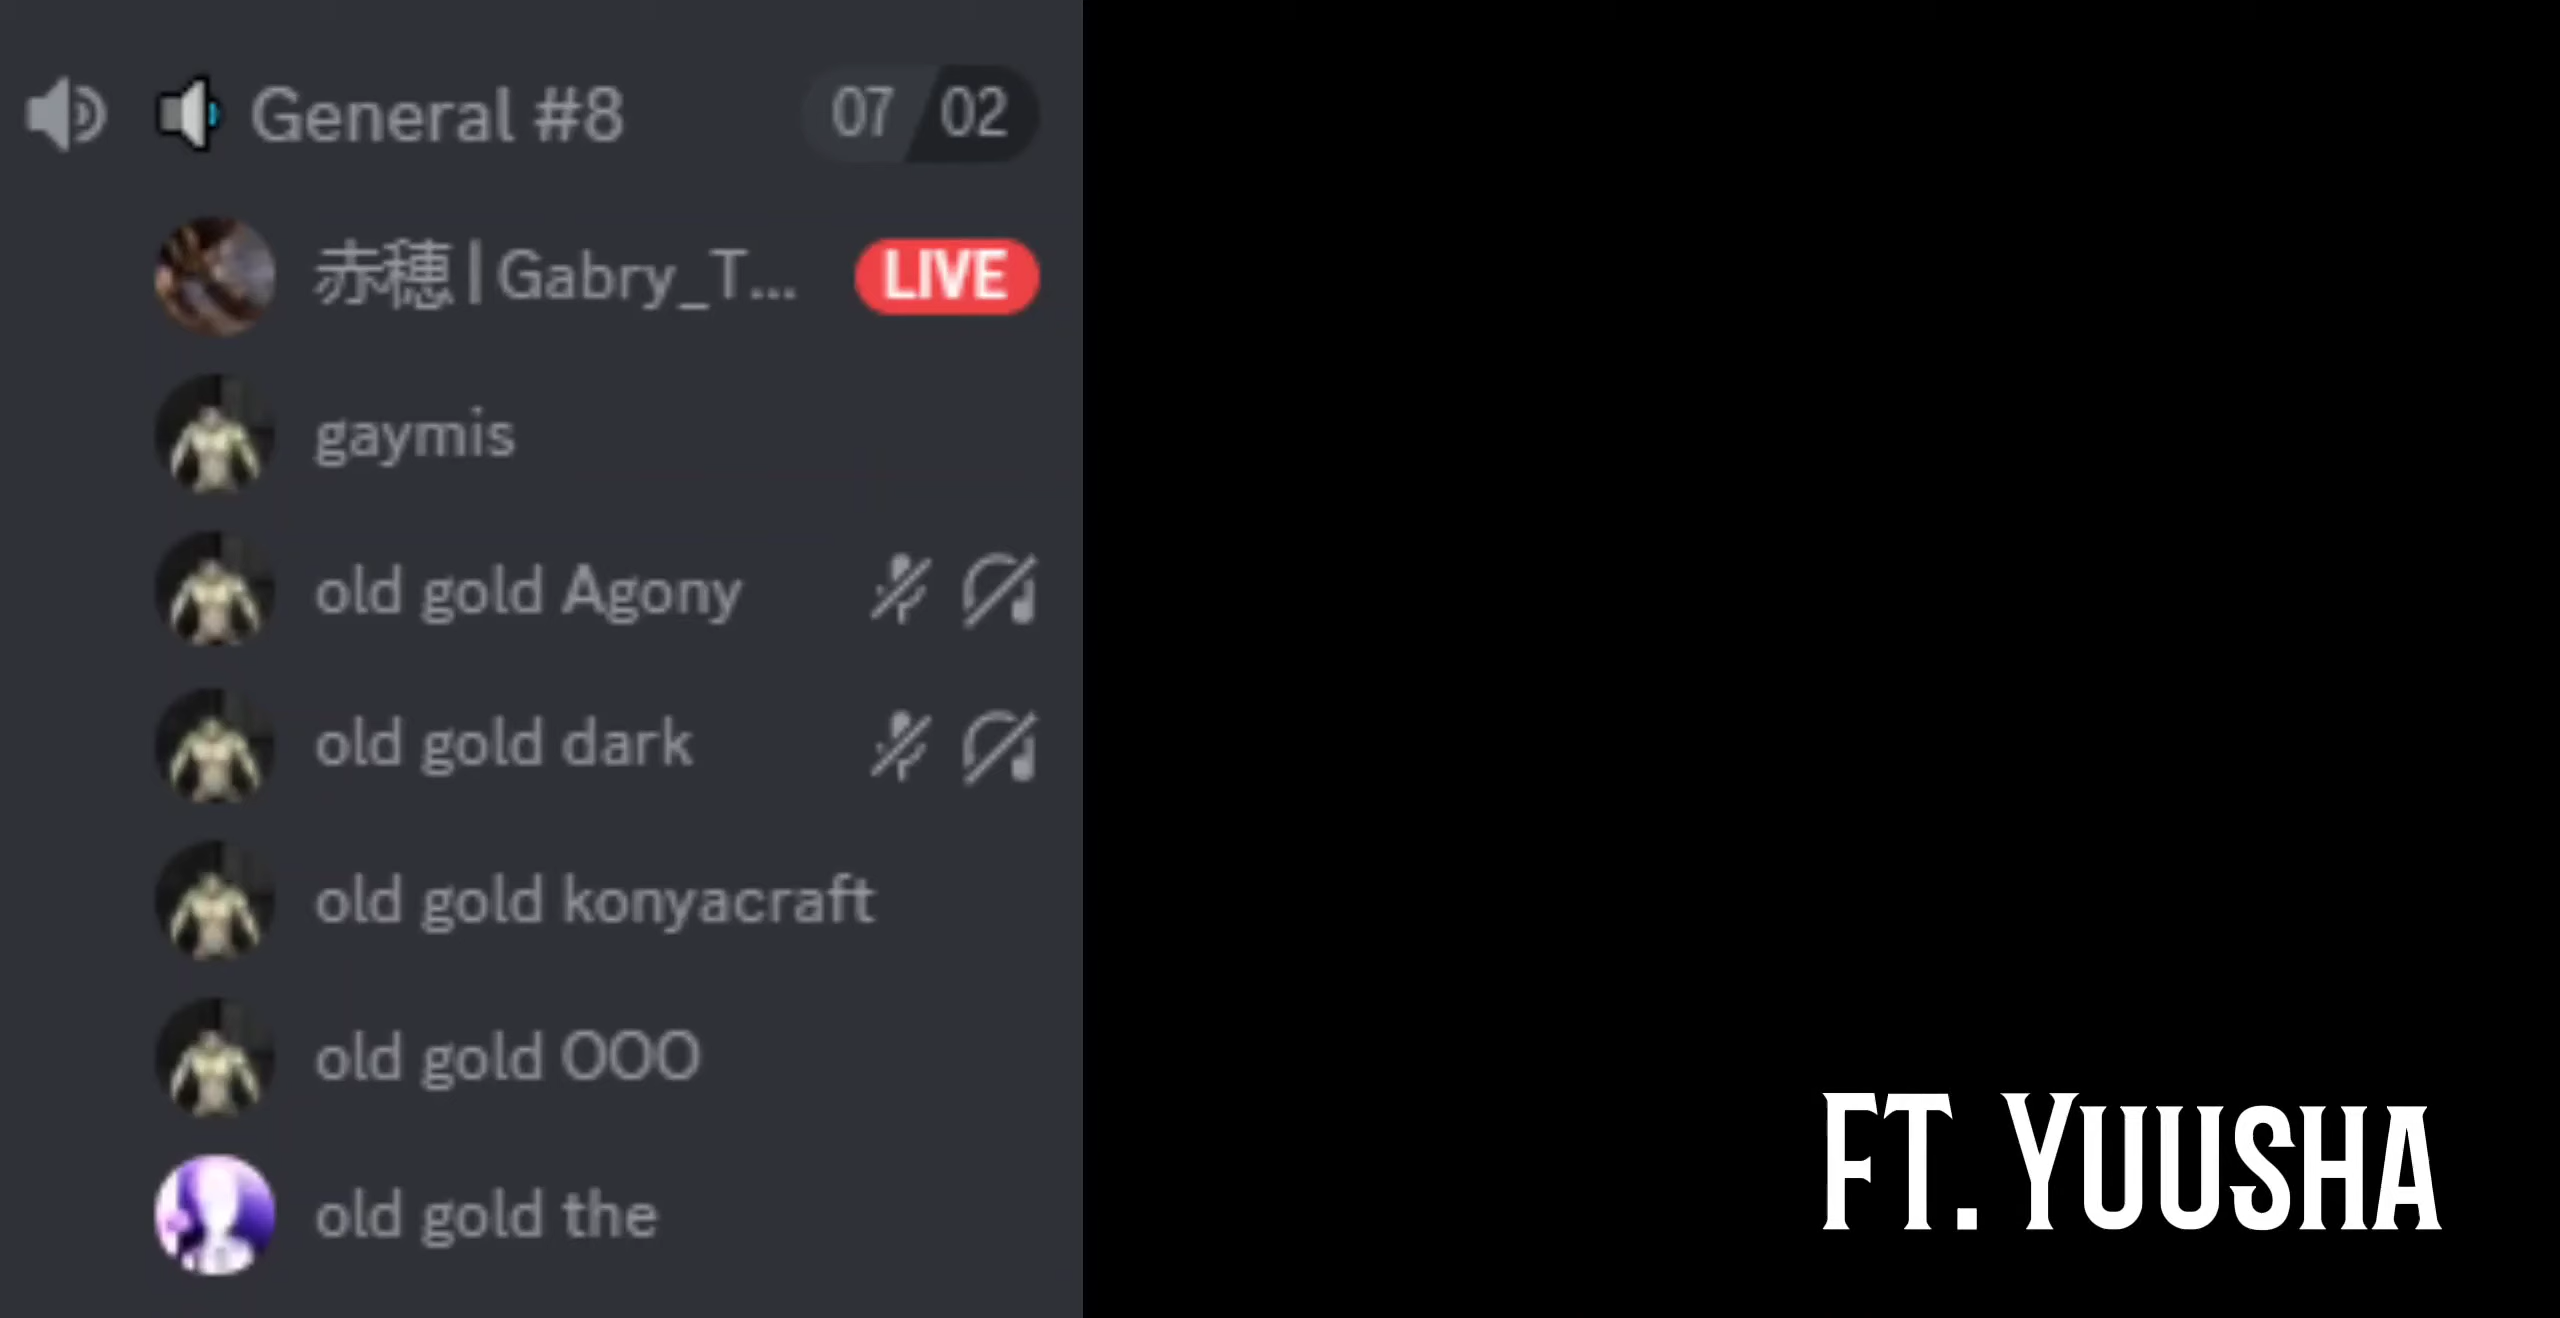 General #8 07 02
赤穂 | Gabry_T... LIVE
gaymis
old gold Agony
old gold dark
old gold konyacraft
old gold OOO
old gold the
FT. YUUSHA